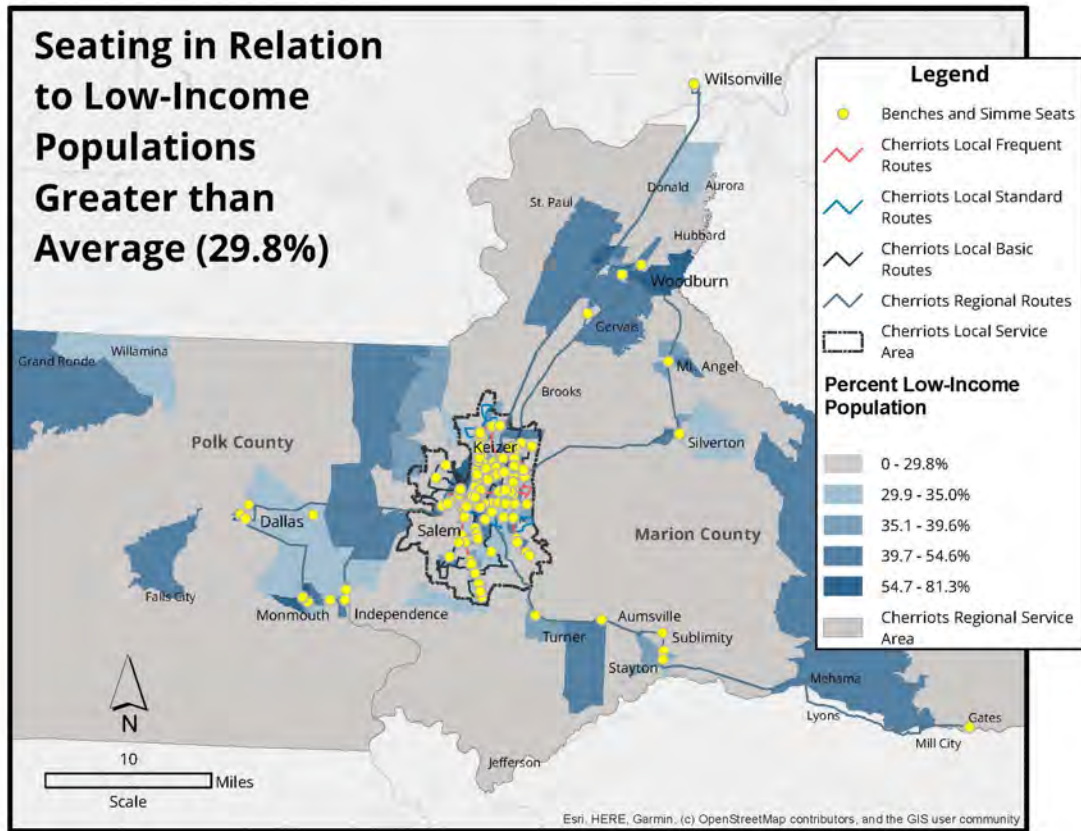 Seating in Relation
to Low-Income
Populations
Greater than
Average (29.8%)
Wilsonville
Donald
Aurora
St. Paul
Hubbard
Woodburn
Gervais
Mt. Angel
Brooks
Silverton
Keizer
Salem
Marion County
Grand Ronde
Willamina
Polk County
Dallas
Falls City
Monmouth
Independence
Turner
Aumsville
Sublimity
Stayton
Mehama
Lyons
Mill City
Gates
Jefferson
N
10
Miles
Scale
Legend
Benches and Simme Seats
Cherriots Local Frequent
Routes
Cherriots Local Standard
Routes
Cherriots Local Basic
Routes
Cherriots Regional Routes
Cherriots Local Service
Area
Percent Low-Income
Population
0 - 29.8%
29.9 - 35.0%
35.1 - 39.6%
39.7 - 54.6%
54.7 - 81.3%
Cherriots Regional Service
Area
Esri, HERE, Garmin, (c) OpenStreetMap contributors, and the GIS user community